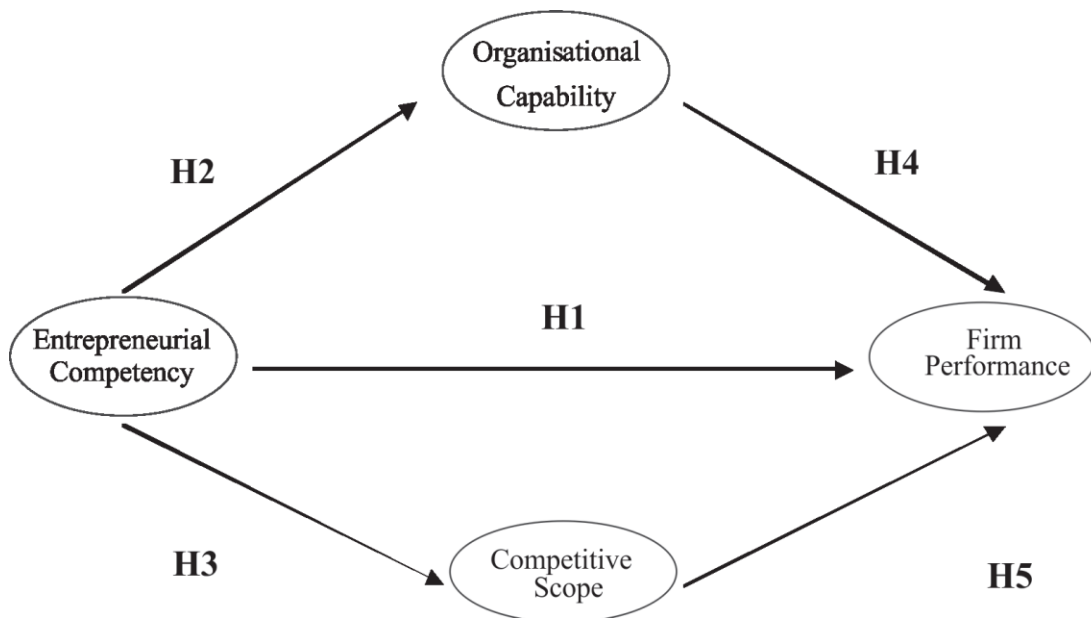 Organisational
Capability
H2
H4
H1
Entrepreneurial
Competency
Firm
Performance
H3
Competitive
Scope
H5